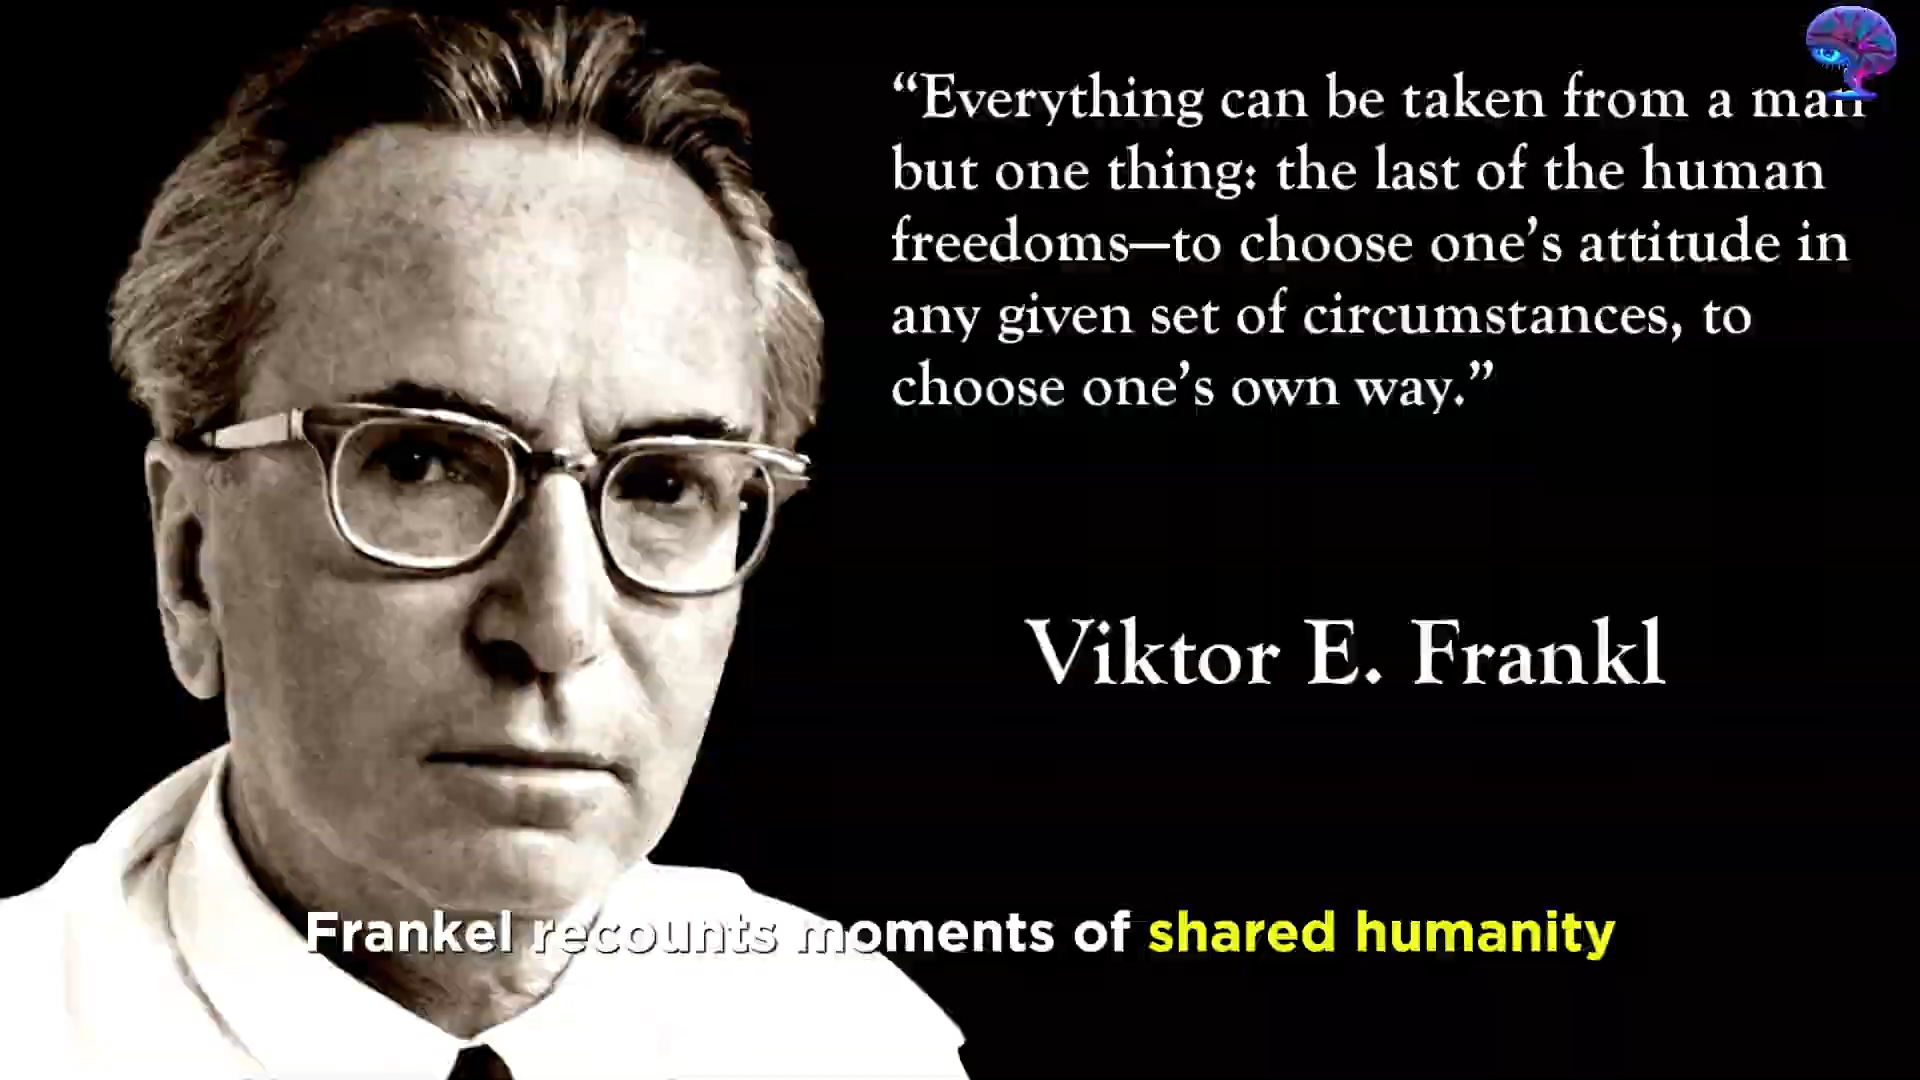 “Everything can be taken from a man
but one thing: the last of the human
freedoms—to choose one’s attitude in
any given set of circumstances, to
choose one’s own way.”
Viktor E. Frankl
Frankel recounts moments of shared humanity